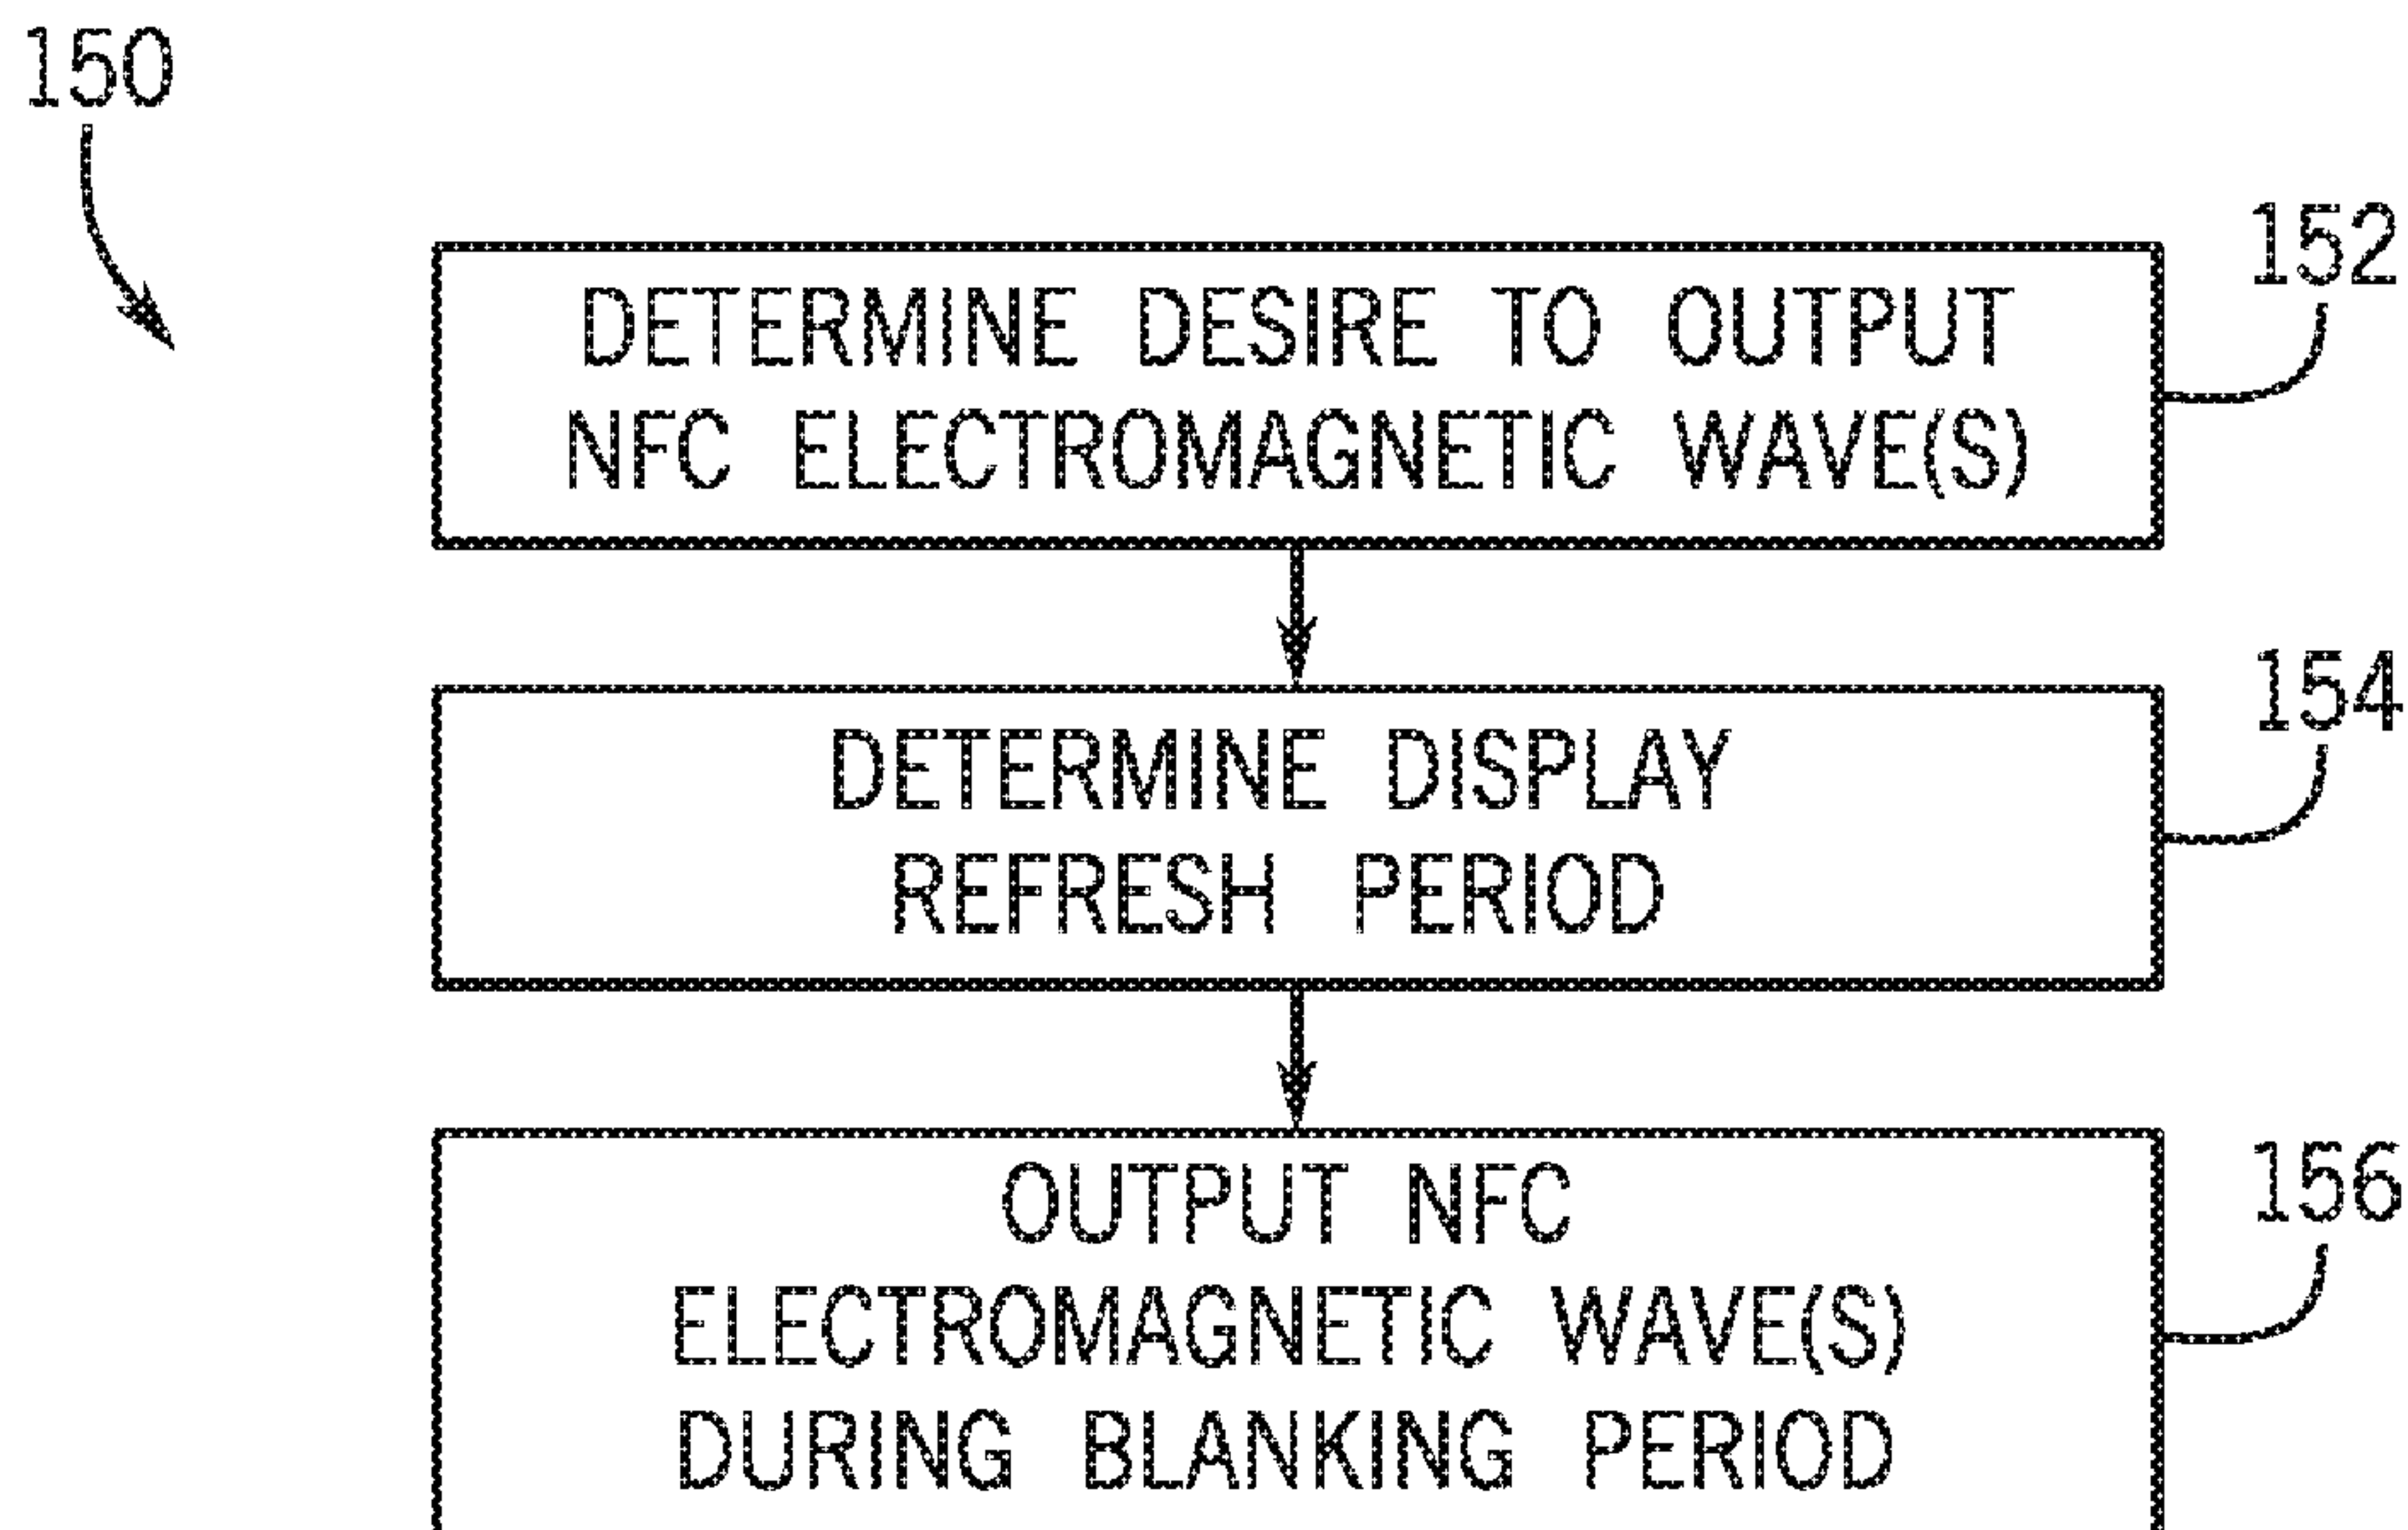 150
152
DETERMINE DESIRE TO OUTPUT
NFC ELECTROMAGNETIC WAVE(S)
154
DETERMINE DISPLAY
REFRESH PERIOD
156
OUTPUT NFC
ELECTROMAGNETIC WAVE(S)
DURING BLANKING PERIOD